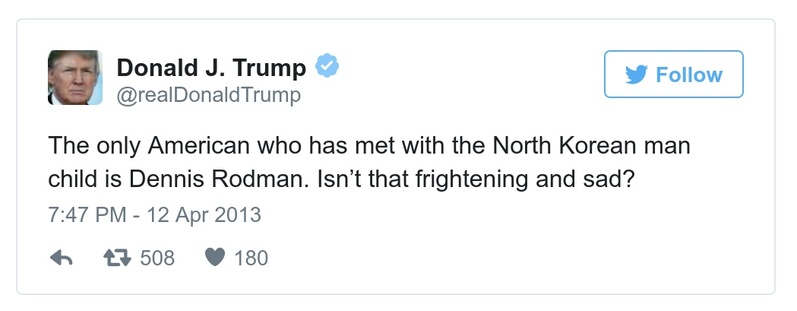 Donald J. Trump
@realDonaldTrump
Follow
The only American who has met with the North Korean man
child is Dennis Rodman. Isn’t that frightening and sad?
7:47 PM - 12 Apr 2013
508 180